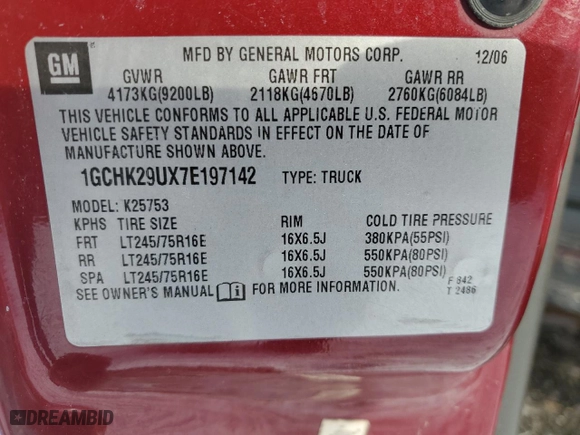 GM
MFD BY GENERAL MOTORS CORP. 12/06
GVWR GAWR FRT GAWR RR
4173KG(9200LB) 2118KG(4670LB) 2760KG(6084LB)
THIS VEHICLE CONFORMS TO ALL APPLICABLE U.S. FEDERAL MOTOR
VEHICLE SAFETY STANDARDS IN EFFECT ON THE DATE OF
MANUFACTURE SHOWN ABOVE.
1GCHK29UX7E197142 TYPE: TRUCK
MODEL: K25753
KPHS TIRE SIZE RIM COLD TIRE PRESSURE
FRT LT245/75R16E 16X6.5J 380KPA(55PSI)
RR LT245/75R16E 16X6.5J 550KPA(80PSI)
SPA LT245/75R16E 16X6.5J 550KPA(80PSI)
SEE OWNER'S MANUAL FOR MORE INFORMATION.
F 842
T 2486
DREAMBID